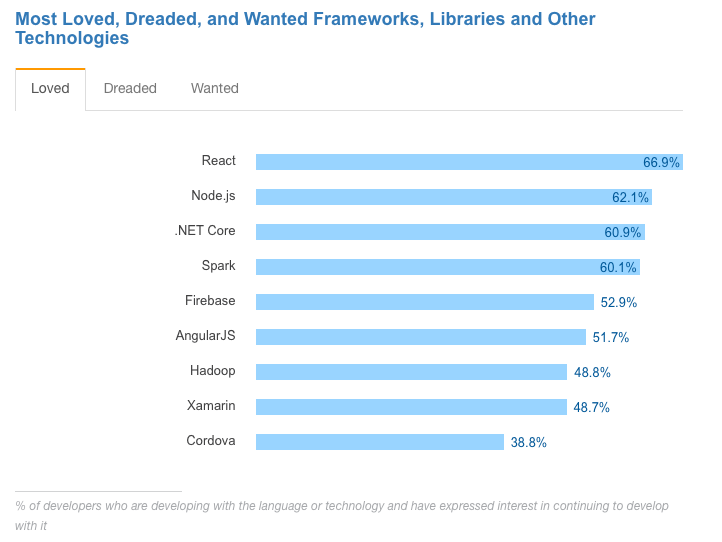 Most Loved, Dreaded, and Wanted Frameworks, Libraries and Other
Technologies
Loved Dreaded Wanted
React 66.9%
Node.js 62.1%
.NET Core 60.9%
Spark 60.1%
Firebase 52.9%
AngularJS 51.7%
Hadoop 48.8%
Xamarin 48.7%
Cordova 38.8%
% of developers who are developing with the language or technology and have expressed interest in continuing to develop
with it